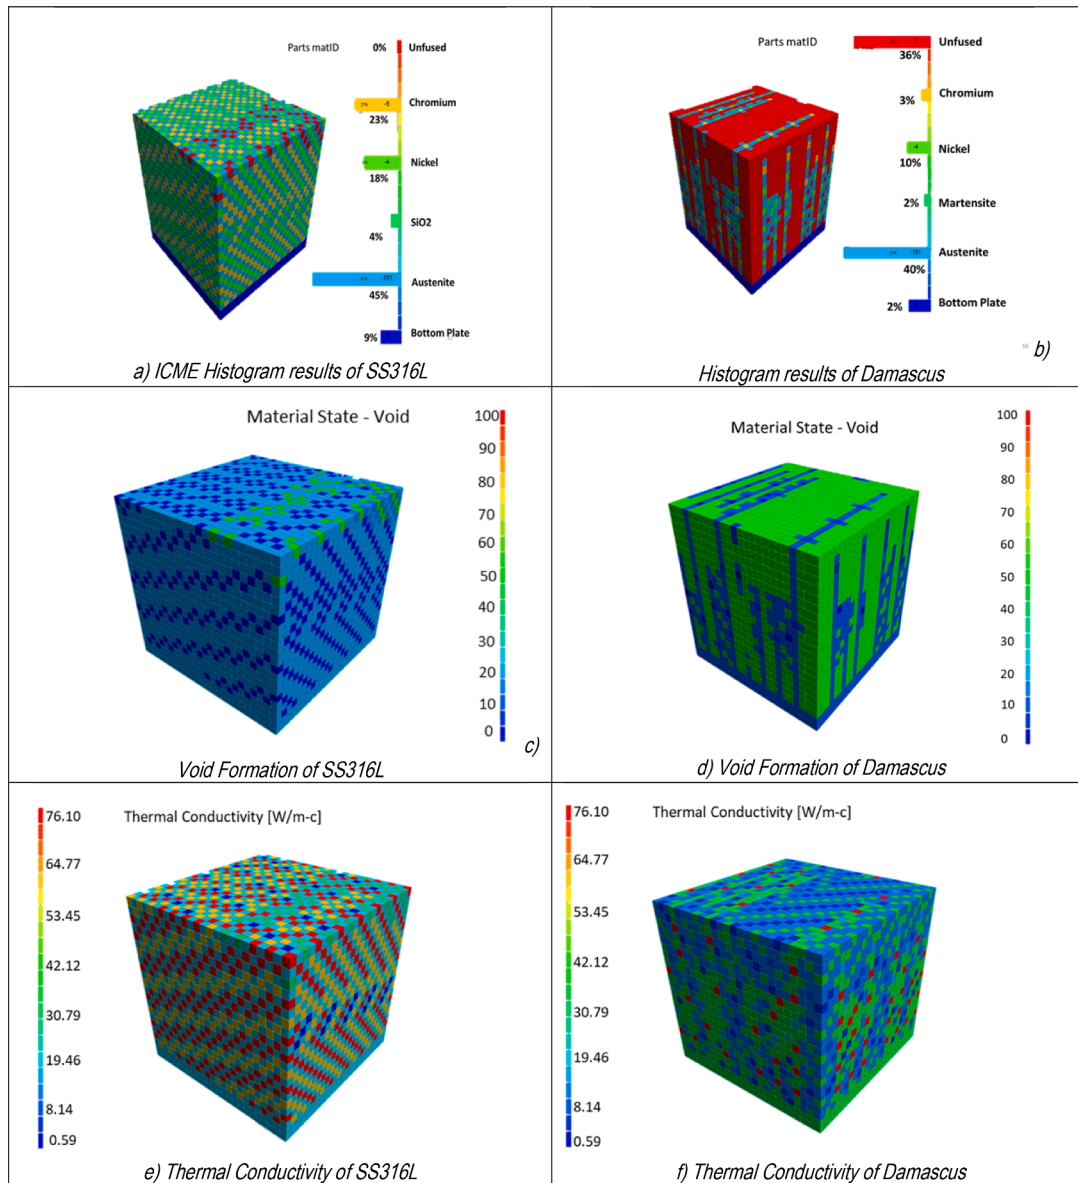 Parts matID
0%
Unfused
Chromium
23%
Nickel
18%
SiO2
4%
Austenite
45%
9%
Bottom Plate
a) ICME Histogram results of SS316L
Parts matID
Unfused
36%
Chromium
3%
Nickel
10%
2%
Martensite
Austenite
40%
2%
Bottom Plate
b)
Histogram results of Damascus
Material State - Void
100
90
80
70
60
50
40
30
20
10
0
c)
Void Formation of SS316L
Material State - Void
100
90
80
70
60
50
40
30
20
10
0
d) Void Formation of Damascus
76.10
Thermal Conductivity [W/m-c]
64.77
53.45
42.12
30.79
19.46
8.14
0.59
e) Thermal Conductivity of SS316L
76.10
Thermal Conductivity [W/m-c]
64.77
53.45
42.12
30.79
19.46
8.14
0.59
f) Thermal Conductivity of Damascus